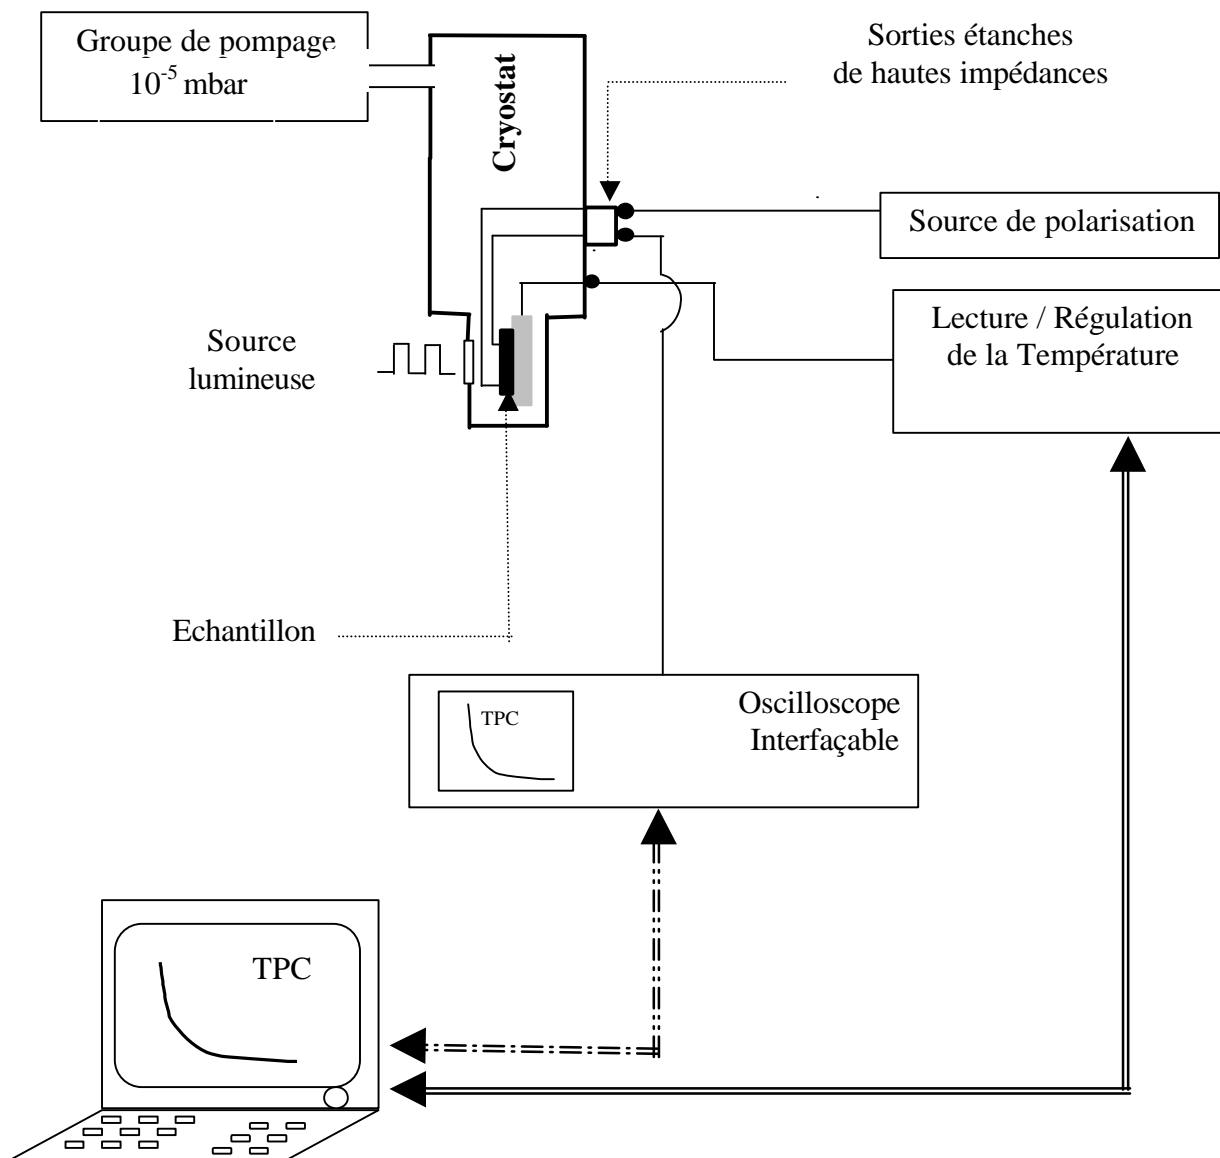 Groupe de pompage
10⁻⁵ mbar
Cryostat
Sorties étanches
de hautes impédances
Source de polarisation
Lecture / Régulation
de la Température
Source
lumineuse
Echantillon
TPC
Oscilloscope
Interfaçable
TPC